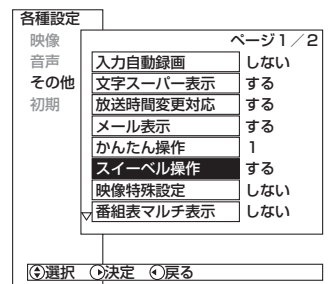 各種設定
映像
音声
その他
初期
ページ1／2
入力自動録画 しない
文字スーパー表示 する
放送時間変更対応 する
メール表示 する
かんたん操作 1
スイーベル操作 する
映像特殊設定 しない
番組表マルチ表示 しない
選択 決定 戻る